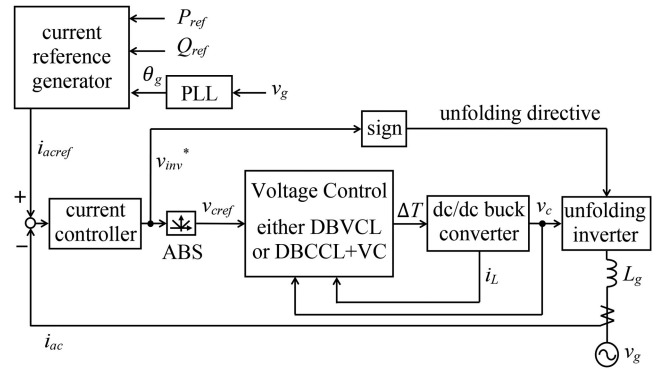 current
reference
generator
P_ref
Q_ref
θ_g
PLL
v_g
i_acref
v_inv*
sign
unfolding directive
+
−
current
controller
ABS
v_cref
Voltage Control
either DBVCL
or DBCCL+VC
ΔT
dc/dc buck
converter
v_c
unfolding
inverter
i_L
L_g
i_ac
v_g